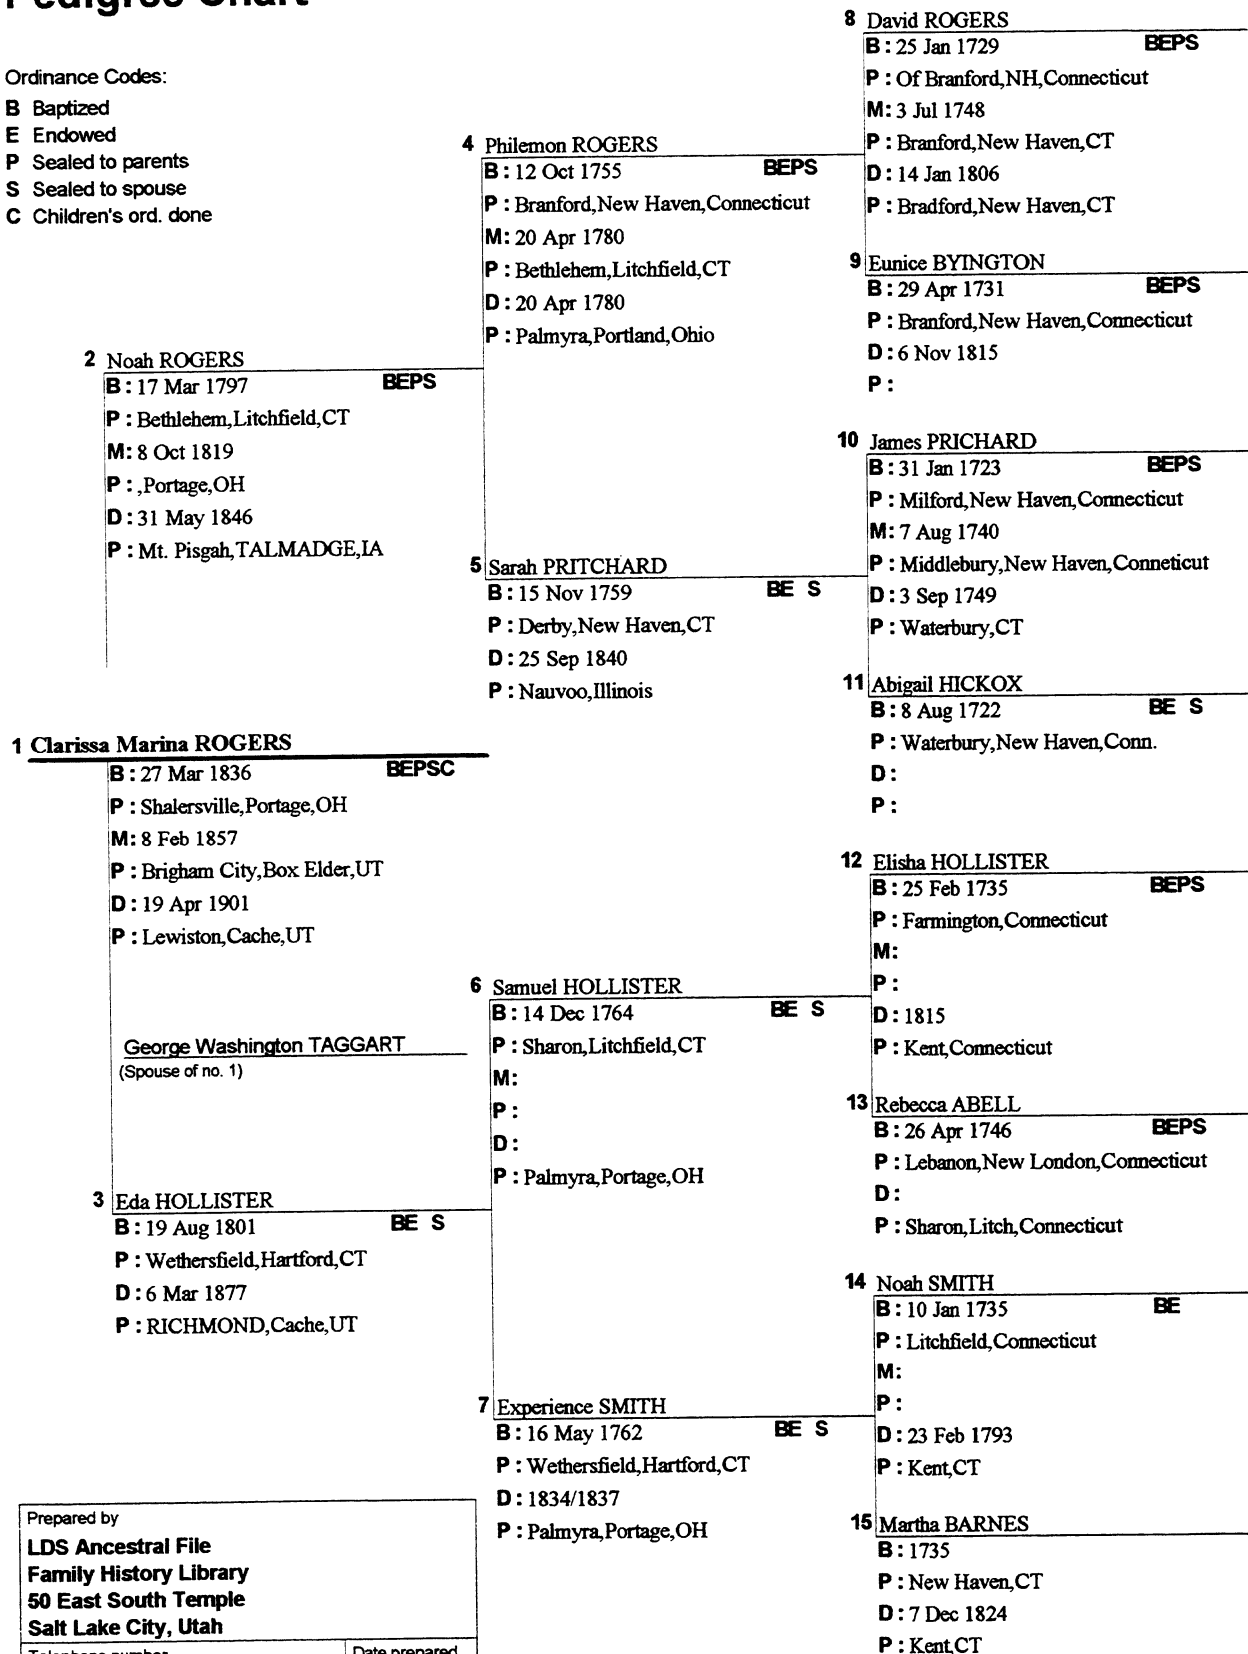 Pedigree Chart
Ordinance Codes:
B Baptized
E Endowed
P Sealed to parents
S Sealed to spouse
C Children's ord. done
8 David ROGERS
B: 25 Jan 1729 BEPS
P: Of Branford,NH,Connecticut
M: 3 Jul 1748
P: Branford,New Haven,CT
D: 14 Jan 1806
P: Bradford,New Haven,CT
4 Philemon ROGERS
B: 12 Oct 1755 BEPS
P: Branford,New Haven,Connecticut
M: 20 Apr 1780
P: Bethlehem,Litchfield,CT
D: 20 Apr 1780
P: Palmyra,Portland,Ohio
9 Eunice BYINGTON
B: 29 Apr 1731 BEPS
P: Branford,New Haven,Connecticut
D: 6 Nov 1815
P:
2 Noah ROGERS
B: 17 Mar 1797 BEPS
P: Bethlehem,Litchfield,CT
M: 8 Oct 1819
P: ,Portage,OH
D: 31 May 1846
P: Mt. Pisgah,TALMADGE,IA
10 James PRICHARD
B: 31 Jan 1723 BEPS
P: Milford,New Haven,Connecticut
M: 7 Aug 1740
P: Middlebury,New Haven,Conneticut
D: 3 Sep 1749
P: Waterbury,CT
5 Sarah PRITCHARD
B: 15 Nov 1759 BE S
P: Derby,New Haven,CT
D: 25 Sep 1840
P: Nauvoo,Illinois
11 Abigail HICKOX
B: 8 Aug 1722 BE S
P: Waterbury,New Haven,Conn.
D:
P:
1 Clarissa Marina ROGERS
B: 27 Mar 1836 BEPSC
P: Shalersville,Portage,OH
M: 8 Feb 1857
P: Brigham City,Box Elder,UT
D: 19 Apr 1901
P: Lewiston,Cache,UT
George Washington TAGGART
(Spouse of no. 1)
12 Elisha HOLLISTER
B: 25 Feb 1735 BEPS
P: Farmington,Connecticut
M:
P:
D: 1815
P: Kent,Connecticut
6 Samuel HOLLISTER
B: 14 Dec 1764 BE S
P: Sharon,Litchfield,CT
M:
P:
D:
P: Palmyra,Portage,OH
13 Rebecca ABELL
B: 26 Apr 1746 BEPS
P: Lebanon,New London,Connecticut
D:
P: Sharon,Litch,Connecticut
3 Eda HOLLISTER
B: 19 Aug 1801 BE S
P: Wethersfield,Hartford,CT
D: 6 Mar 1877
P: RICHMOND,Cache,UT
14 Noah SMITH
B: 10 Jan 1735 BE
P: Litchfield,Connecticut
M:
P:
D: 23 Feb 1793
P: Kent,CT
7 Experience SMITH
B: 16 May 1762 BE S
P: Wethersfield,Hartford,CT
D: 1834/1837
P: Palmyra,Portage,OH
15 Martha BARNES
B: 1735
P: New Haven,CT
D: 7 Dec 1824
P: Kent,CT
Prepared by
LDS Ancestral File
Family History Library
50 East South Temple
Salt Lake City, Utah
Telephone number Date prepared